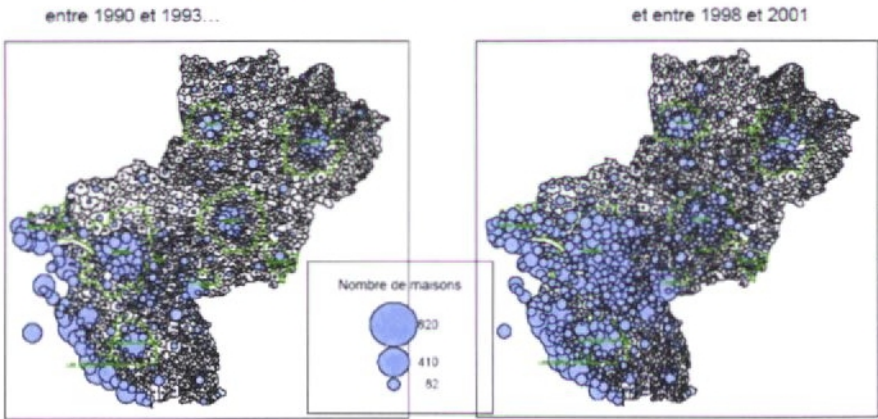 entre 1990 et 1993...
et entre 1998 et 2001
Nombre de maisons
820
410
82